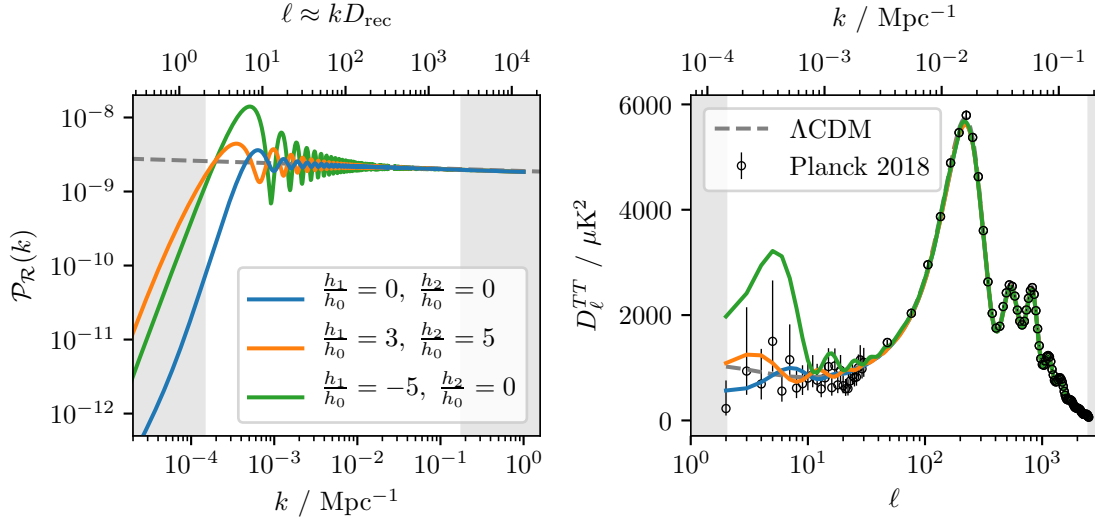 ℓ ≈ kD_rec
10^0 10^1 10^2 10^3 10^4
10^-8
10^-9
10^-10
10^-11
10^-12
P_R(k)
h_1/h_0 = 0, h_2/h_0 = 0
h_1/h_0 = 3, h_2/h_0 = 5
h_1/h_0 = −5, h_2/h_0 = 0
10^-4 10^-3 10^-2 10^-1 10^0
k / Mpc^-1
k / Mpc^-1
10^-4 10^-3 10^-2 10^-1
6000
4000
2000
0
D_ℓ^TT / μK^2
ΛCDM
Planck 2018
10^0 10^1 10^2 10^3
ℓ